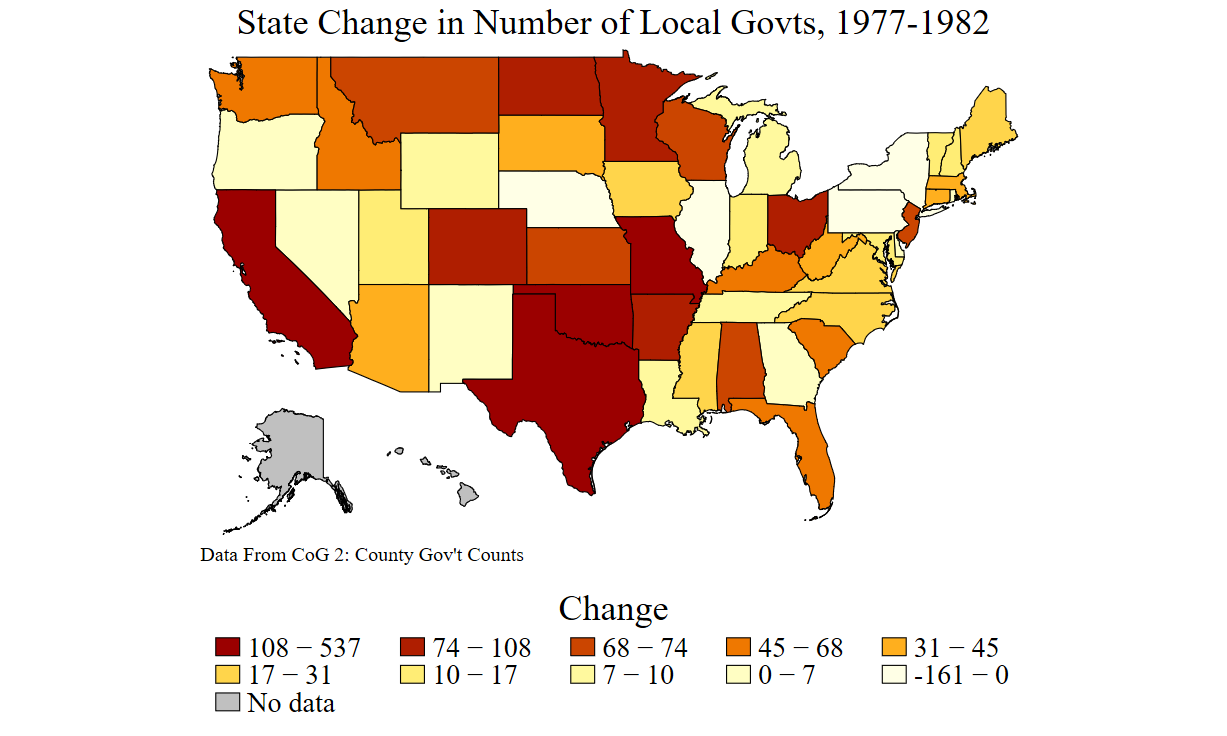 State Change in Number of Local Govts, 1977-1982
Data From CoG 2: County Gov't Counts
Change
108 − 537 74 − 108 68 − 74 45 − 68 31 − 45
17 − 31 10 − 17 7 − 10 0 − 7 -161 − 0
No data